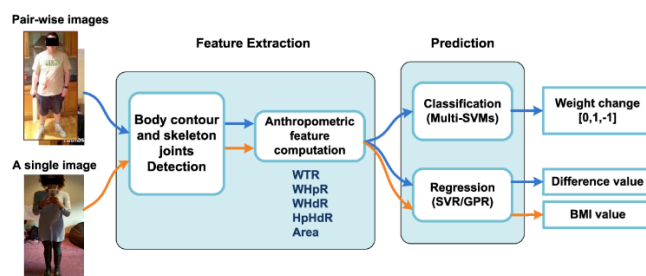 Pair-wise images
Feature Extraction
Prediction
Body contour
and skeleton
joints
Detection
Anthropometric
feature
computation
WTR
WHpR
WHdR
HpHdR
Area
Classification
(Multi-SVMs)
Weight change
[0,1,-1]
A single image
Regression
(SVR/GPR)
Difference value
BMI value